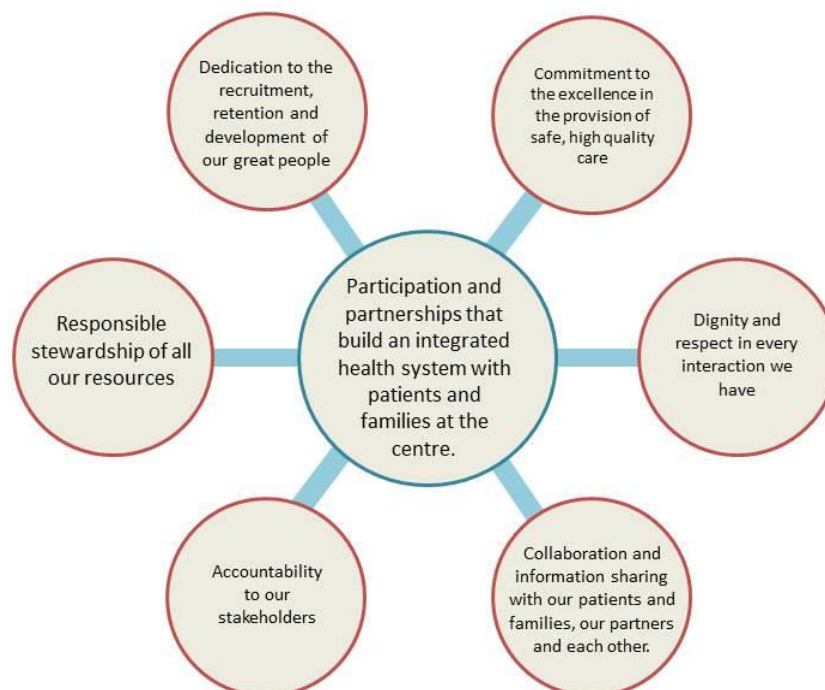 Dedication to the
recruitment,
retention and
development of
our great people
Commitment to
the excellence in
the provision of
safe, high quality
care
Participation and
partnerships that
build an integrated
health system with
patients and
families at the
centre.
Responsible
stewardship of all
our resources
Dignity and
respect in every
interaction we
have
Accountability
to our
stakeholders
Collaboration and
information sharing
with our patients and
families, our partners
and each other.